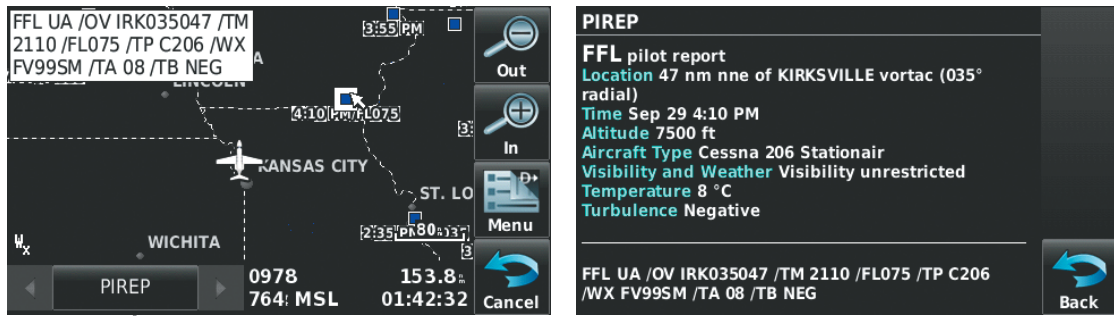 FFL UA /OV IRK035047 /TM
2110 /FL075 /TP C206 /WX
FV99SM /TA 08 /TB NEG
3:55 PM
LINCOLN
4:10 PM/FL075
KANSAS CITY
ST. LO
WICHITA
2:35 PM
80
Wx
PIREP
0978
MSL
153.8
01:42:32
Out
In
Menu
Cancel
PIREP
FFL pilot report
Location 47 nm nne of KIRKSVILLE vortac (035°
radial)
Time Sep 29 4:10 PM
Altitude 7500 ft
Aircraft Type Cessna 206 Stationair
Visibility and Weather Visibility unrestricted
Temperature 8 °C
Turbulence Negative
FFL UA /OV IRK035047 /TM 2110 /FL075 /TP C206
/WX FV99SM /TA 08 /TB NEG
Back